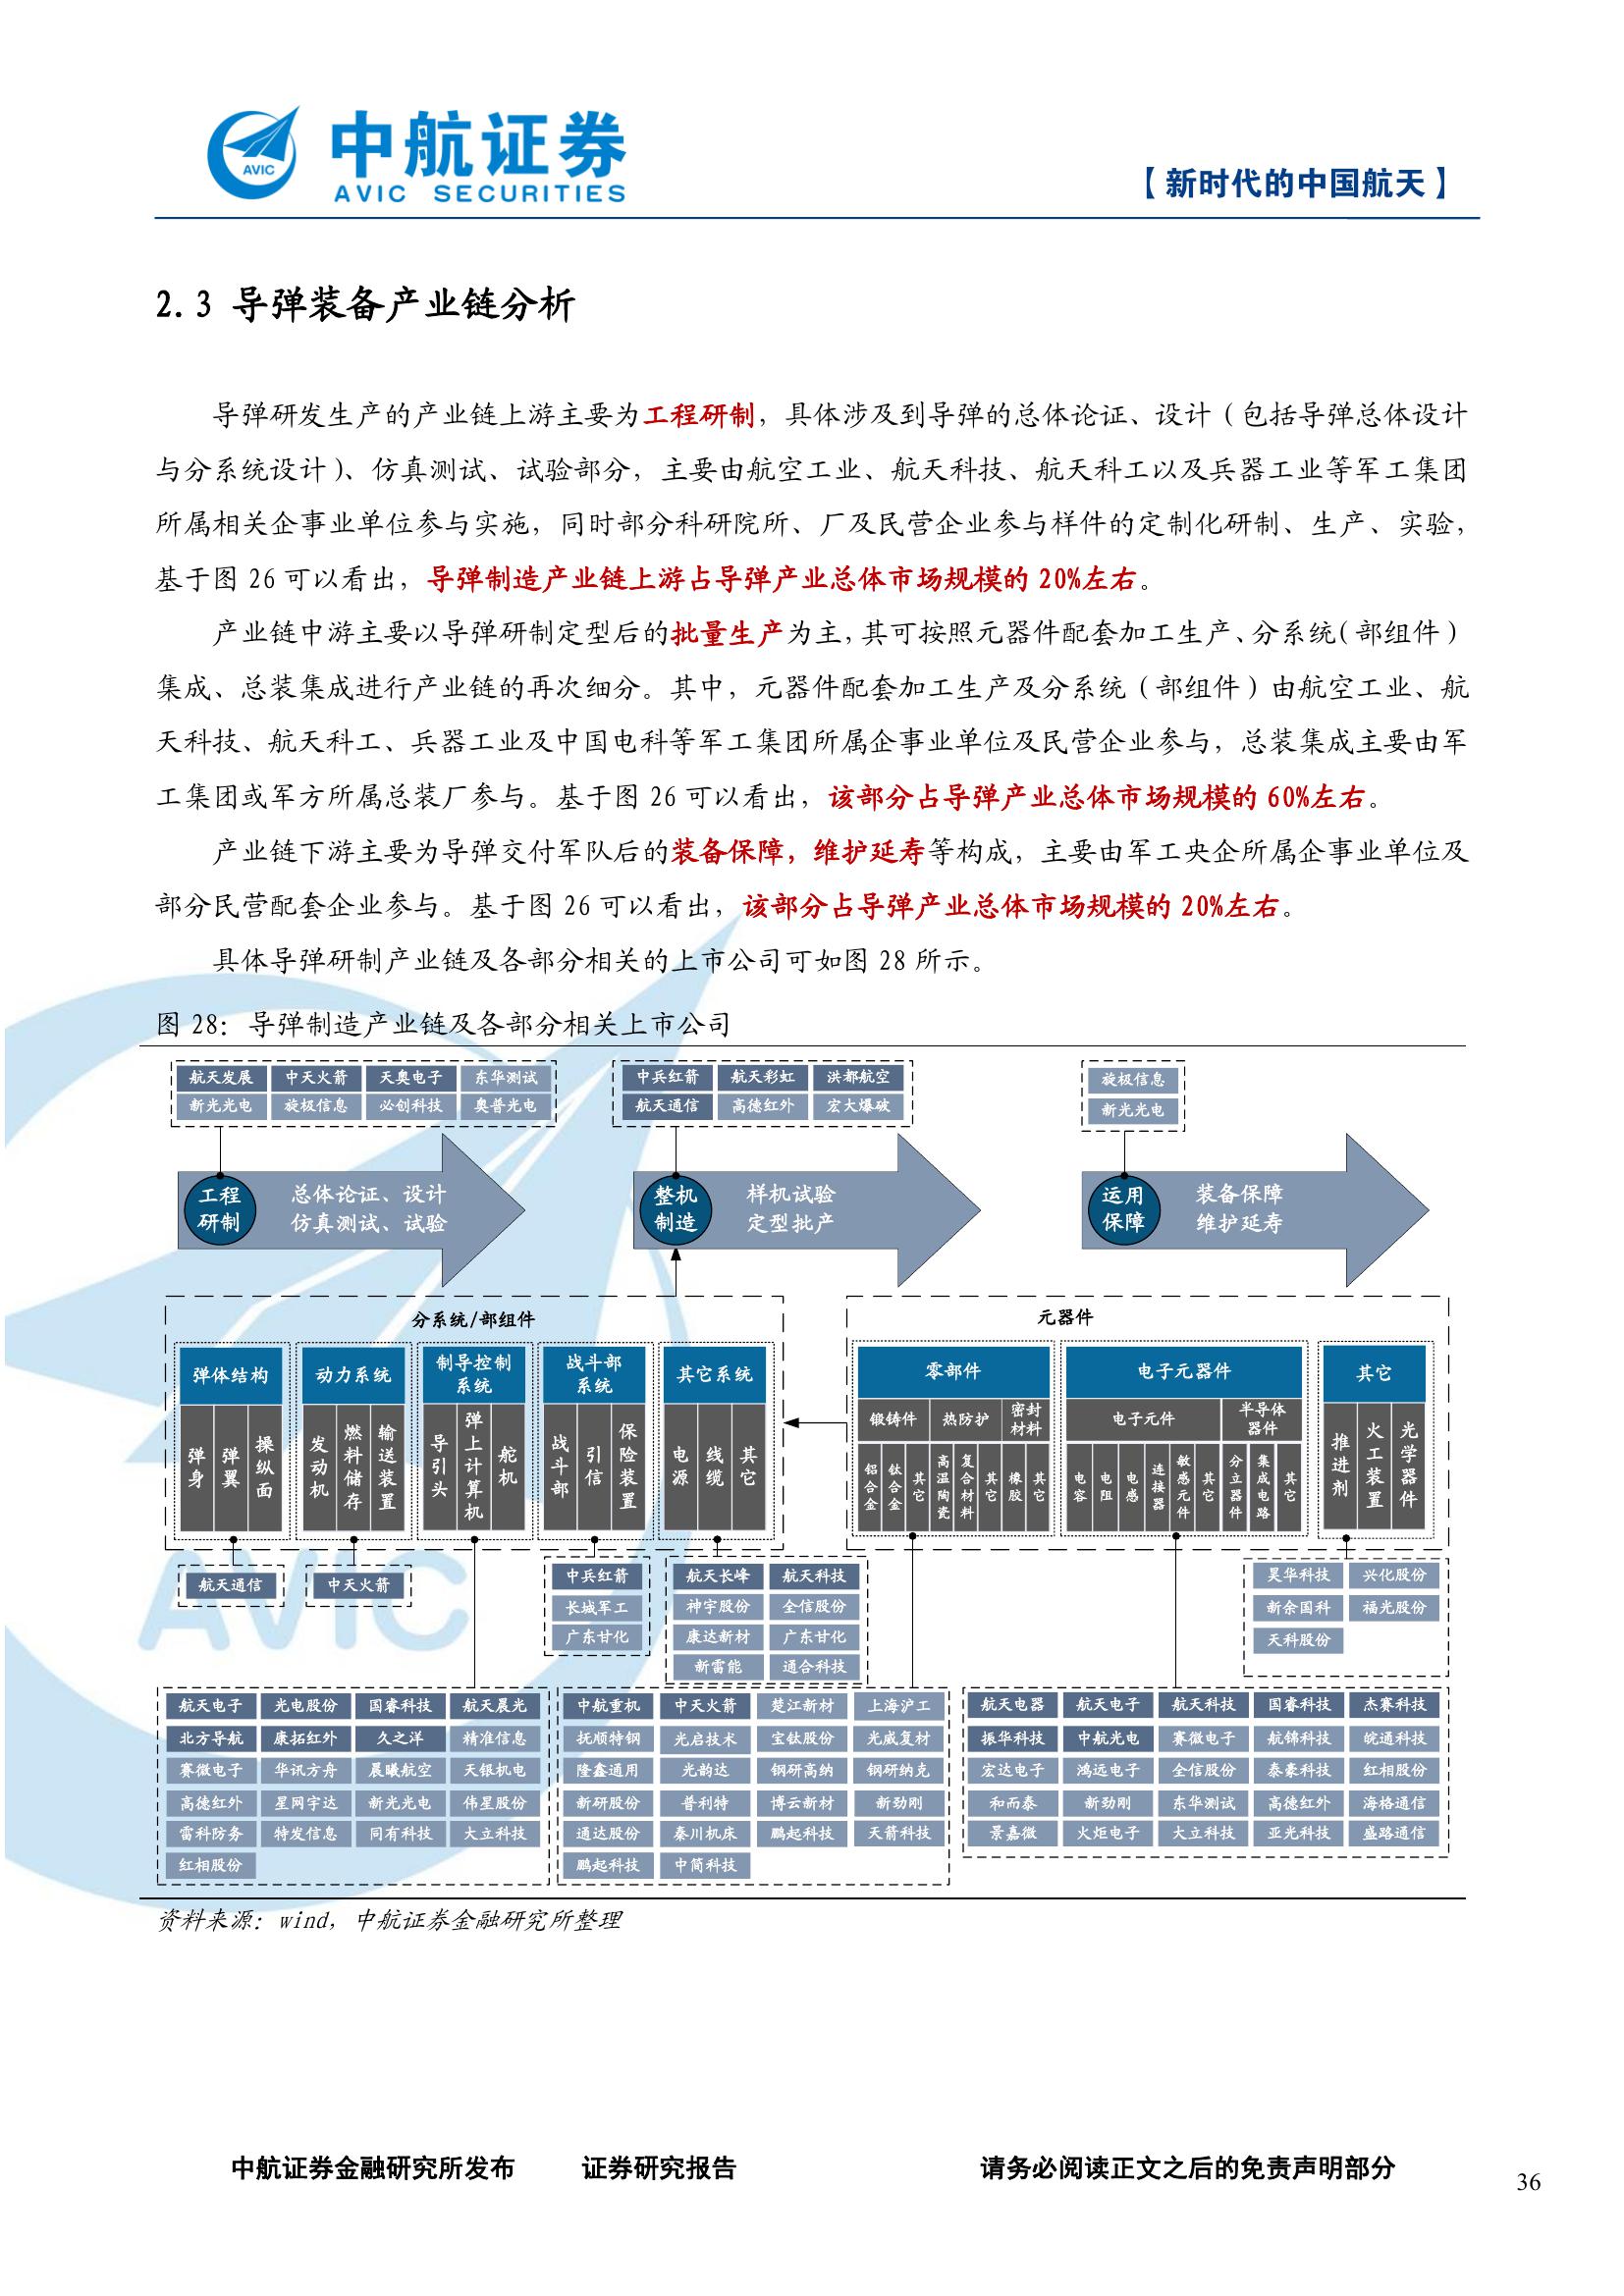 中航证券
AVIC SECURITIES
AVIC
【新时代的中国航天】
2.3 导弹装备产业链分析
导弹研发生产的产业链上游主要为工程研制，具体涉及到导弹的总体论证、设计（包括导弹总体设计
与分系统设计）、仿真测试、试验部分，主要由航空工业、航天科技、航天科工以及兵器工业等军工集团
所属相关企事业单位参与实施，同时部分科研院所、厂及民营企业参与样件的定制化研制、生产、实验，
基于图 26 可以看出，导弹制造产业链上游占导弹产业总体市场规模的 20%左右。
产业链中游主要以导弹研制定型后的批量生产为主，其可按照元器件配套加工生产、分系统（部组件）
集成、总装集成进行产业链的再次细分。其中，元器件配套加工生产及分系统（部组件）由航空工业、航
天科技、航天科工、兵器工业及中国电科等军工集团所属企事业单位及民营企业参与，总装集成主要由军
工集团或军方所属总装厂参与。基于图 26 可以看出，该部分占导弹产业总体市场规模的 60%左右。
产业链下游主要为导弹交付军队后的装备保障，维护延寿等构成，主要由军工央企所属企事业单位及
部分民营配套企业参与。基于图 26 可以看出，该部分占导弹产业总体市场规模的 20%左右。
具体导弹研制产业链及各部分相关的上市公司可如图 28 所示。
图 28：导弹制造产业链及各部分相关上市公司
航天发展 中天火箭 天奥电子 东华测试
新光光电 旋极信息 必创科技 奥普光电
中兵红箭 航天彩虹 洪都航空
航天通信 高德红外 宏大爆破
旋极信息
新光光电
工程
研制
总体论证、设计
仿真测试、试验
整机
制造
样机试验
定型批产
运用
保障
装备保障
维护延寿
分系统/部组件
弹体结构
弹身 弹翼 操纵面
动力系统
发动机 燃料储存 输送装置
制导控制
系统
导引头 弹上计算机 舵机
战斗部
系统
战斗部 引信 保险装置
其它系统
电源 线缆 其它
元器件
零部件
锻铸件 热防护 密封
材料
铝合金 钛合金 其它 高温陶瓷 复合材料 其它 橡胶 其它
电子元器件
电子元件 半导体
器件
电容 电阻 电感 连接器 敏感元件 其它 分立器件 集成电路 其它
其它
推进剂 火工装置 光学器件
航天通信
中天火箭
中兵红箭
长城军工
广东甘化
航天长峰 航天科技
神宇股份 全信股份
康达新材 广东甘化
新雷能 通合科技
昊华科技 兴化股份
新余国科 福光股份
天科股份
航天电子 光电股份 国睿科技 航天晨光
北方导航 康拓红外 久之洋 精准信息
赛微电子 华讯方舟 晨曦航空 天银机电
高德红外 星网宇达 新光光电 伟星股份
雷科防务 特发信息 同有科技 大立科技
红相股份
中航重机 中天火箭 楚江新材 上海沪工
抚顺特钢 光启技术 宝钛股份 光威复材
隆鑫通用 光韵达 钢研高纳 钢研纳克
新研股份 普利特 博云新材 新劲刚
通达股份 秦川机床 鹏起科技 天箭科技
鹏起科技 中简科技
航天电器 航天电子 航天科技 国睿科技 杰赛科技
振华科技 中航光电 赛微电子 航锦科技 皖通科技
宏达电子 鸿远电子 全信股份 泰豪科技 红相股份
和而泰 新劲刚 东华测试 高德红外 海格通信
景嘉微 火炬电子 大立科技 亚光科技 盛路通信
AVIC
资料来源：wind，中航证券金融研究所整理
中航证券金融研究所发布 证券研究报告 请务必阅读正文之后的免责声明部分
36